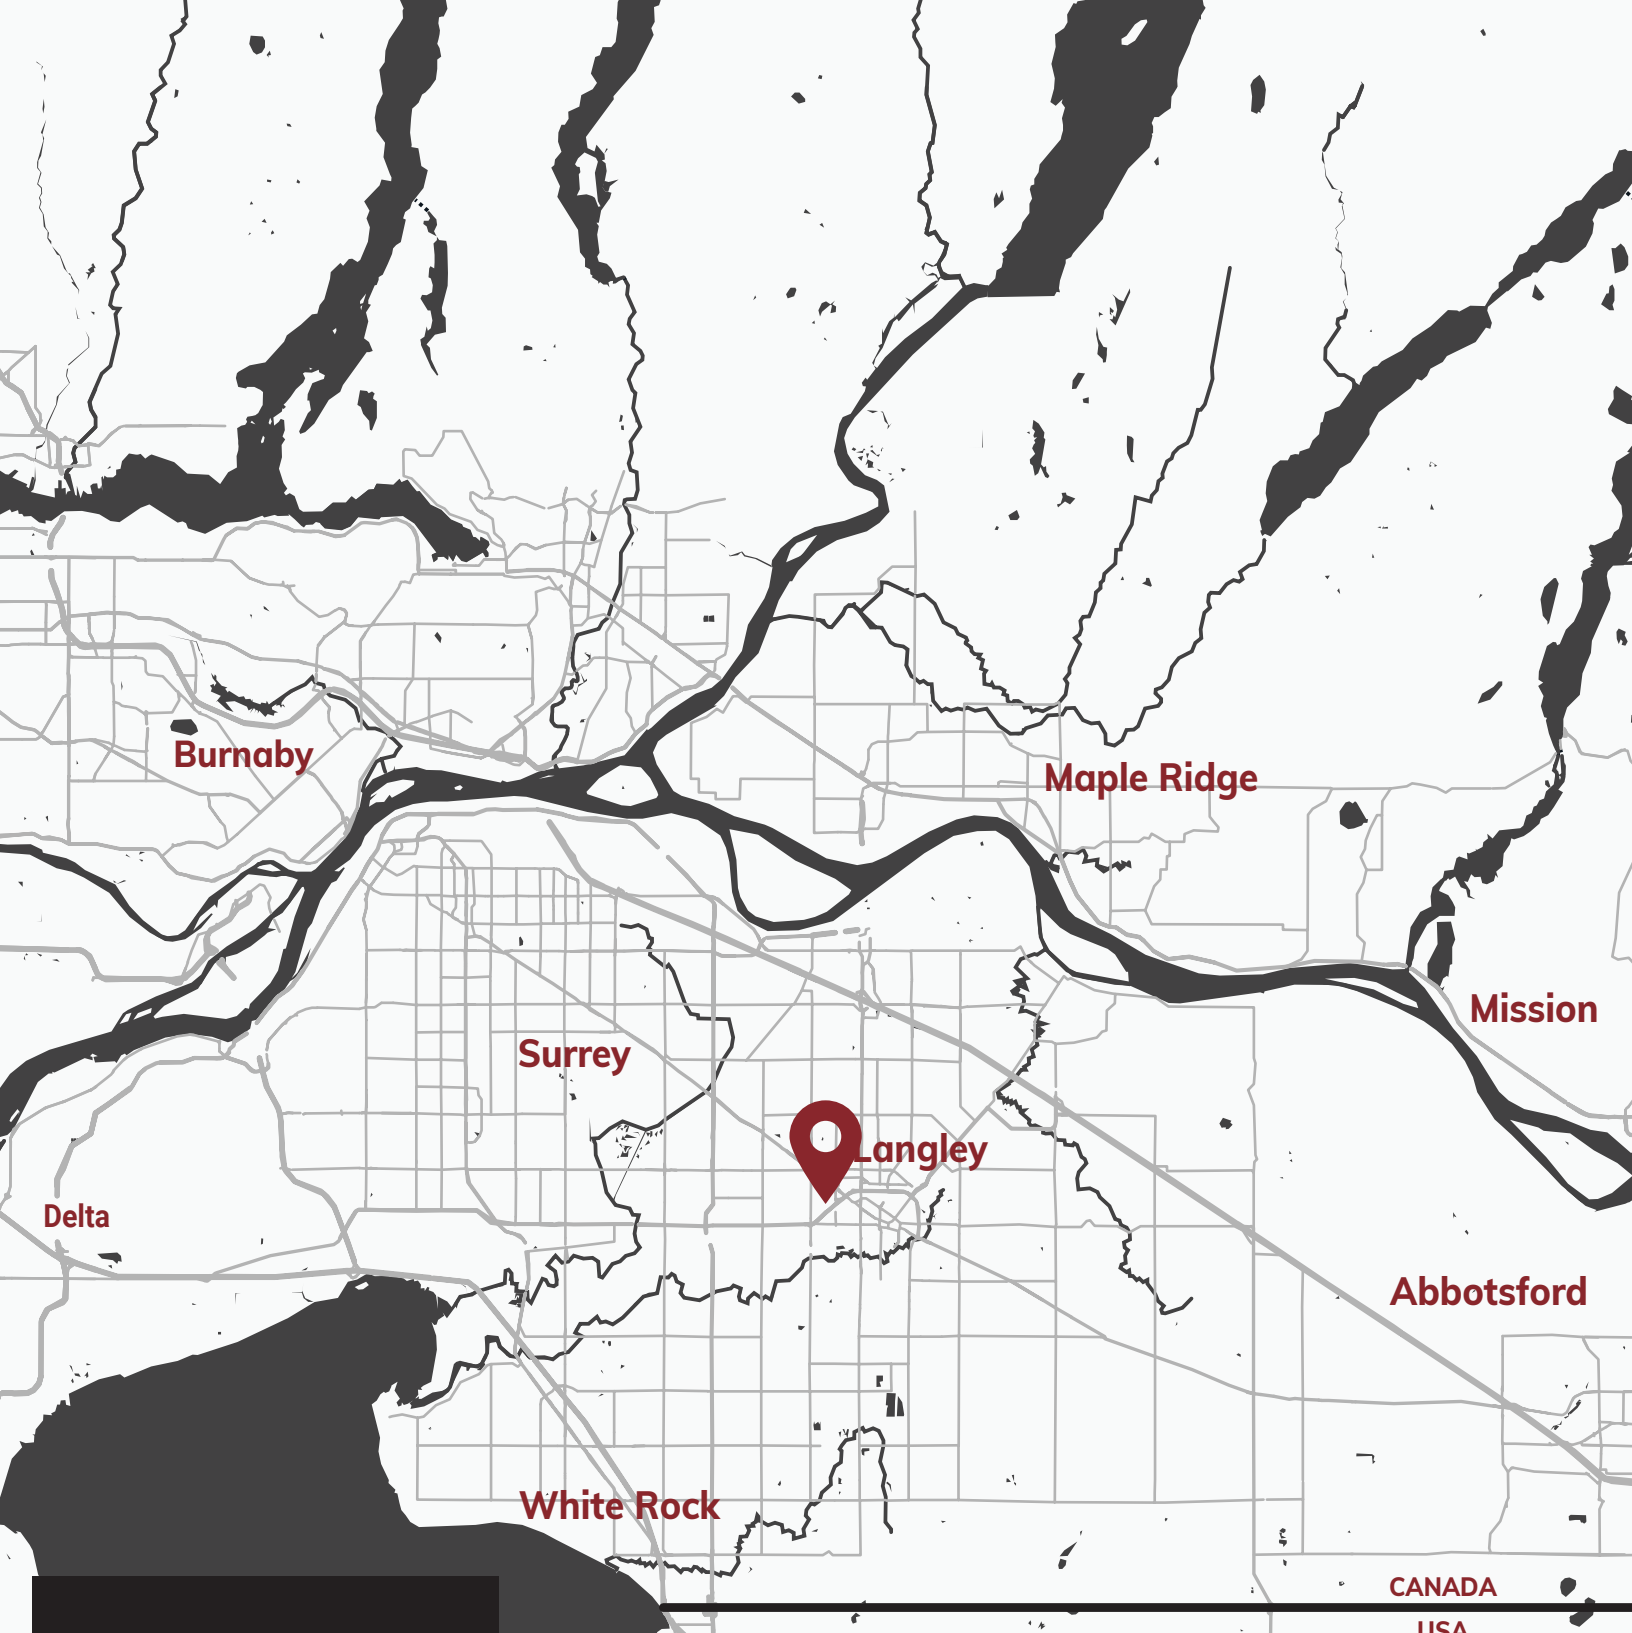 Burnaby
Maple Ridge
Mission
Surrey
Langley
Delta
Abbotsford
White Rock
CANADA
USA